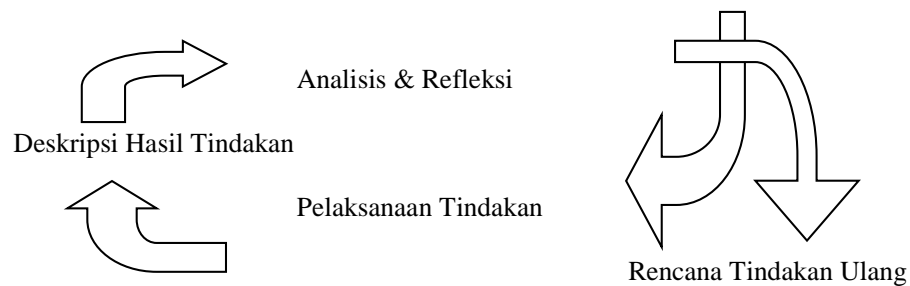 Analisis & Refleksi
Deskripsi Hasil Tindakan
Pelaksanaan Tindakan
Rencana Tindakan Ulang